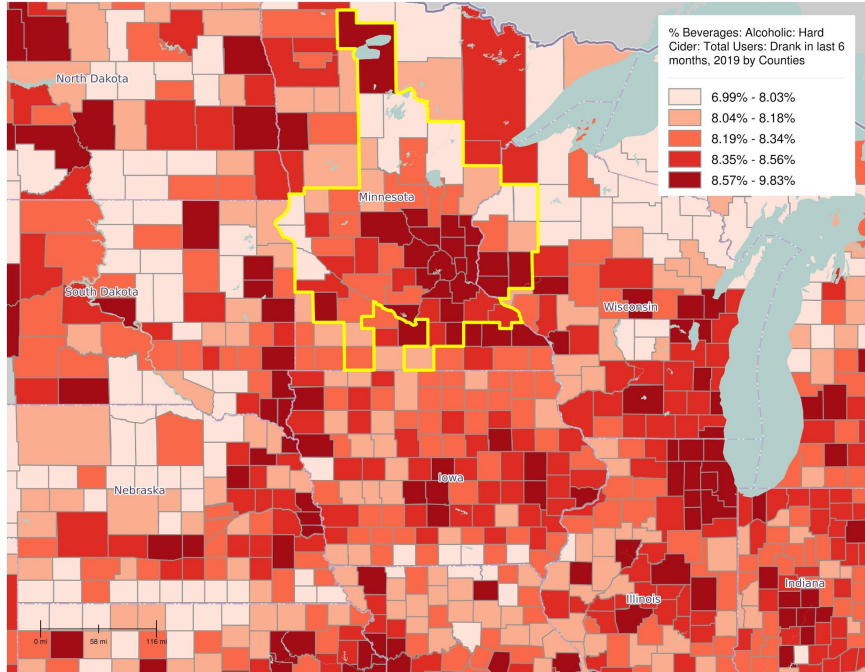 % Beverages: Alcoholic: Hard
Cider: Total Users: Drank in last 6
months, 2019 by Counties
6.99% - 8.03%
8.04% - 8.18%
8.19% - 8.34%
8.35% - 8.56%
8.57% - 9.83%
North Dakota
Minnesota
South Dakota
Wisconsin
Iowa
Nebraska
Indiana
Illinois
0 mi 58 mi 116 mi